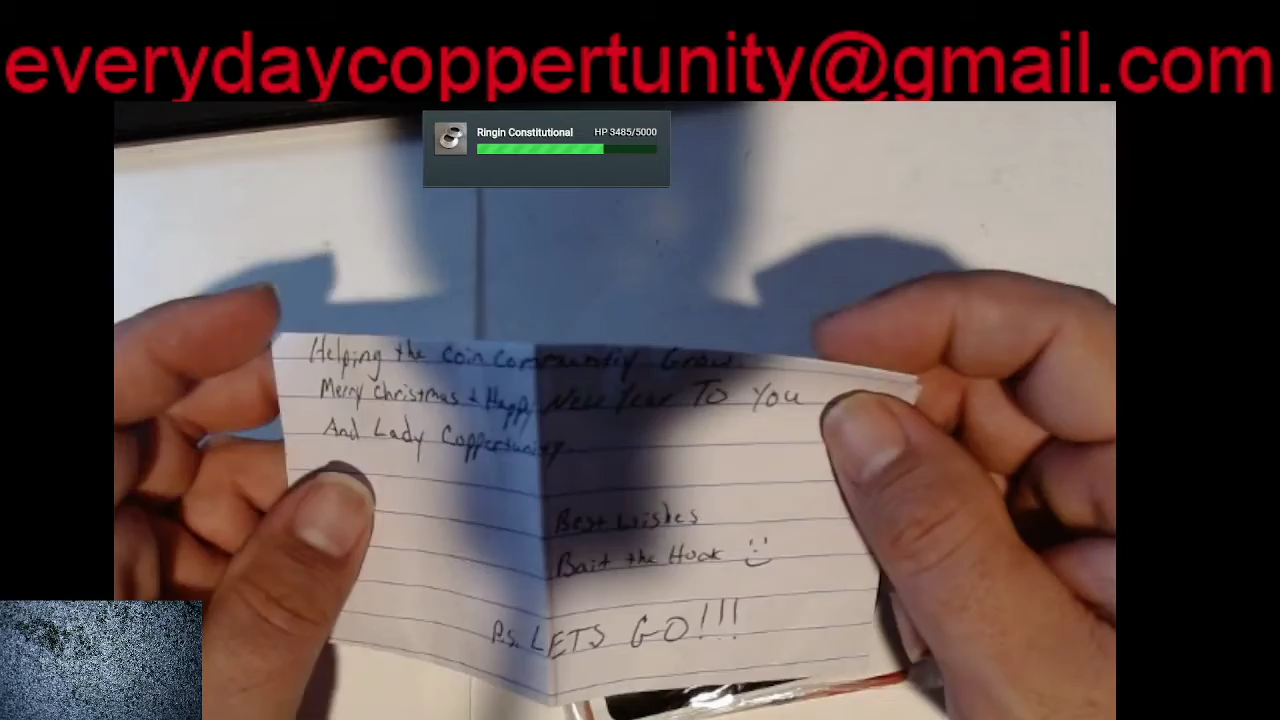 everydaycoppertunity@gmail.com
Ringin Constitutional HP 3485/5000
Helping the Coin Community Grow
Merry Christmas & Happy New Year To You
And Lady Coppertunity
Best Wishes
Bait the Hook :)
P.S. LETS GO!!!